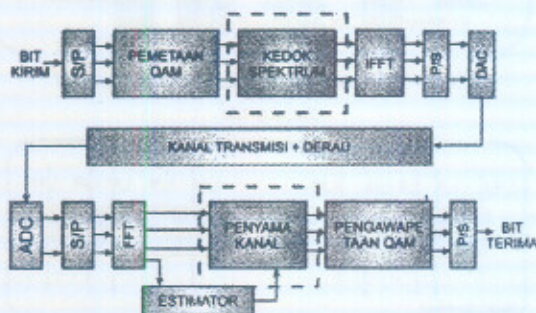 BIT
KIRIM
S/P
PEMETAAN
QAM
KEDOK
SPEKTRUM
IFFT
P/S
DAC
KANAL TRANSMISI + DERAU
ADC
S/P
FFT
PENYAMA
KANAL
PENGAWAPE
TAAN QAM
P/S
BIT
TERIMA
ESTIMATOR